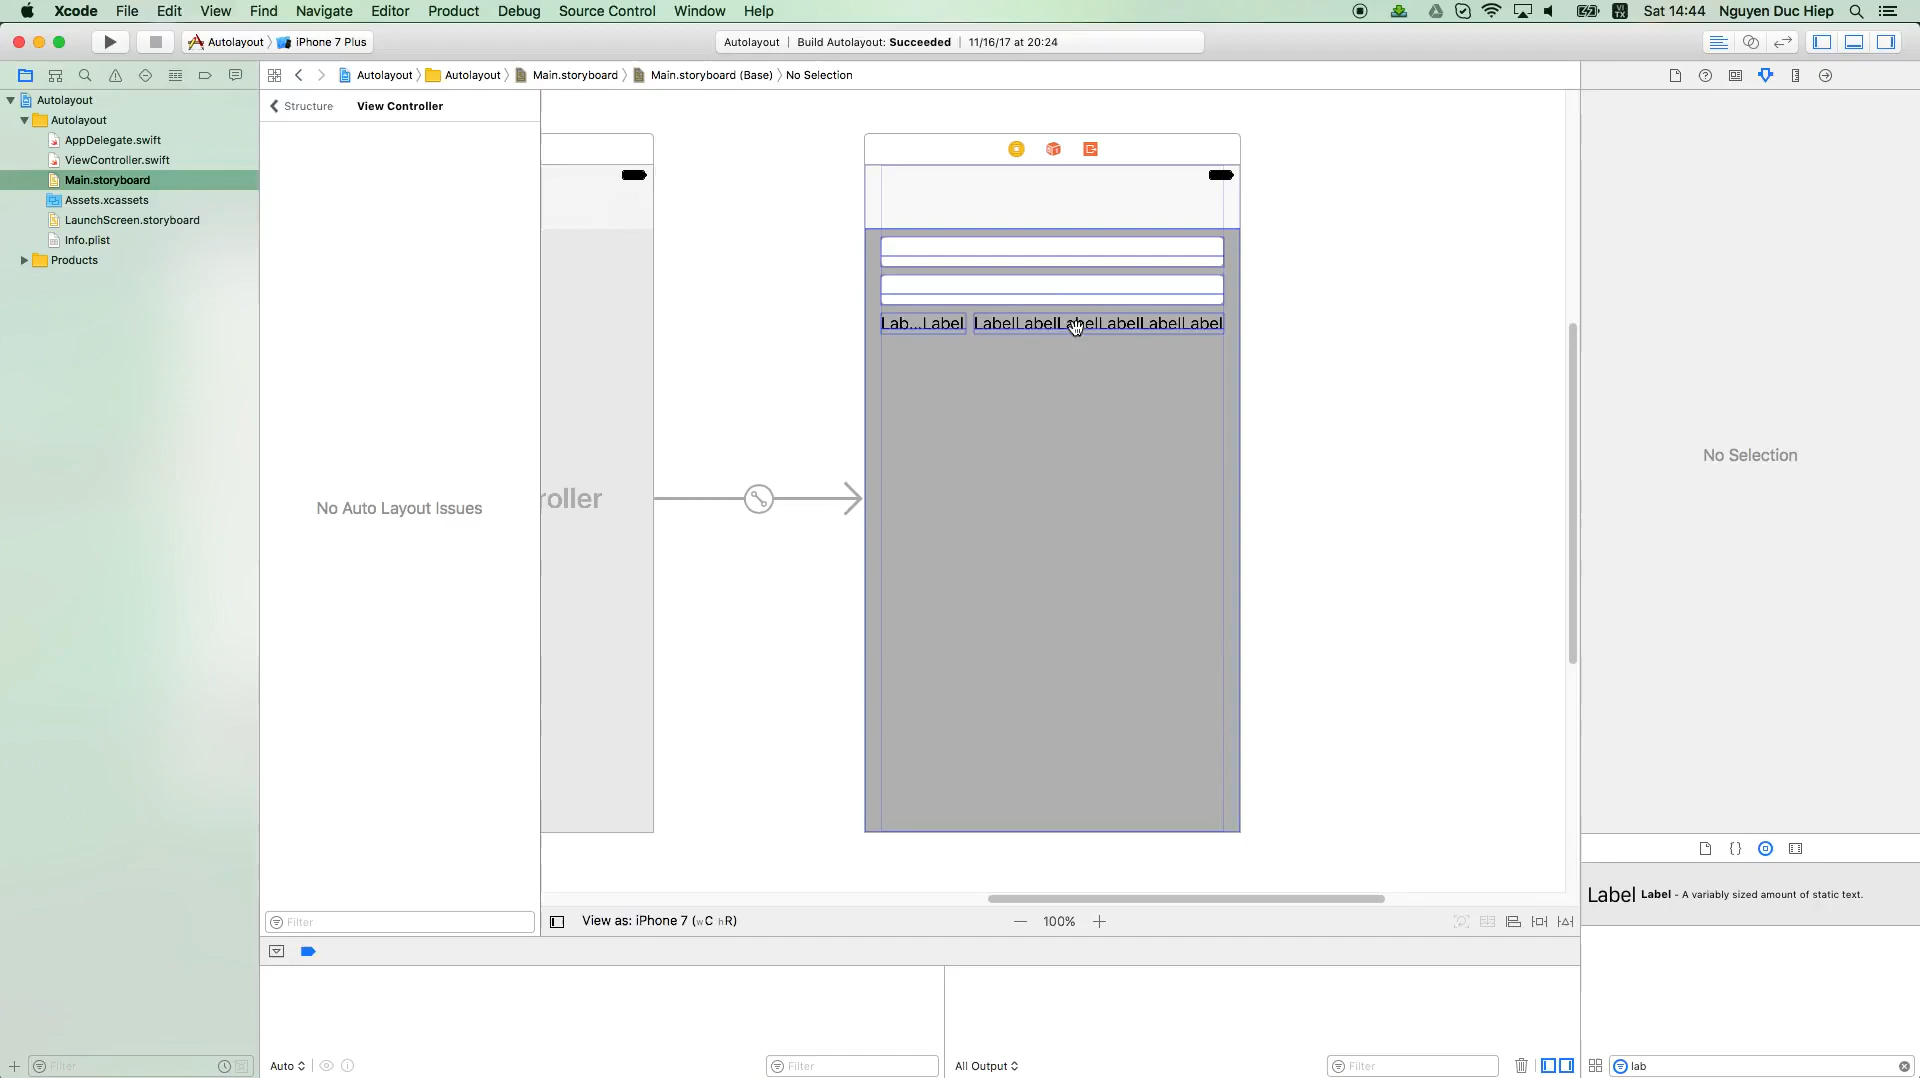 Xcode File Edit View Find Navigate Editor Product Debug Source Control Window Help VI TX Sat 14:44 Nguyen Duc Hiep
Autolayout iPhone 7 Plus Autolayout | Build Autolayout: Succeeded | 11/16/17 at 20:24
Autolayout Autolayout Main.storyboard Main.storyboard (Base) No Selection
Autolayout
Autolayout
AppDelegate.swift
ViewController.swift
Main.storyboard
Assets.xcassets
LaunchScreen.storyboard
Info.plist
Products
Structure View Controller
No Auto Layout Issues
roller
Lab...Label LabelLabelLabelLabelLabelLabel
No Selection
Label Label - A variably sized amount of static text.
Filter
View as: iPhone 7 (wC hR)
100%
Filter
Auto
Filter
All Output
Filter
lab